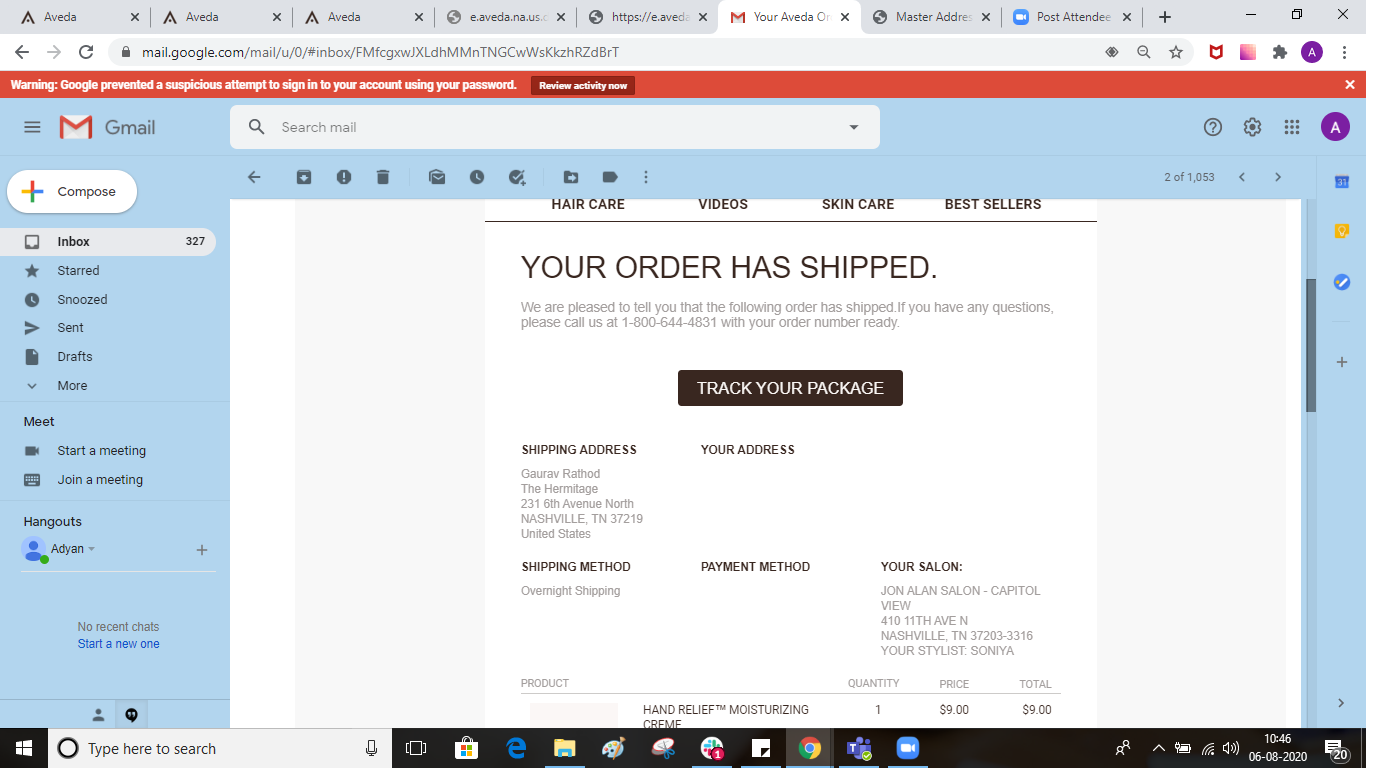 Aveda
Aveda
Aveda
e.aveda.na.us.c
https://e.aveda
Your Aveda Or
Master Addres
Post Attendee
mail.google.com/mail/u/0/#inbox/FMfcgxwJXLdhMMnTNGCwWsKkzhRZdBrT
A
Warning: Google prevented a suspicious attempt to sign in to your account using your password.
Review activity now
Gmail
Search mail
A
Compose
2 of 1,053
31
Inbox 327
Starred
Snoozed
Sent
Drafts
More
Meet
Start a meeting
Join a meeting
Hangouts
Adyan
No recent chats
Start a new one
HAIR CARE VIDEOS SKIN CARE BEST SELLERS
YOUR ORDER HAS SHIPPED.
We are pleased to tell you that the following order has shipped.If you have any questions,
please call us at 1-800-644-4831 with your order number ready.
TRACK YOUR PACKAGE
SHIPPING ADDRESS
Gaurav Rathod
The Hermitage
231 6th Avenue North
NASHVILLE, TN 37219
United States
YOUR ADDRESS
SHIPPING METHOD
Overnight Shipping
PAYMENT METHOD
YOUR SALON:
JON ALAN SALON - CAPITOL
VIEW
410 11TH AVE N
NASHVILLE, TN 37203-3316
YOUR STYLIST: SONIYA
PRODUCT QUANTITY PRICE TOTAL
HAND RELIEF™ MOISTURIZING 1 $9.00 $9.00
CREME
Type here to search
1
10:46
06-08-2020
20